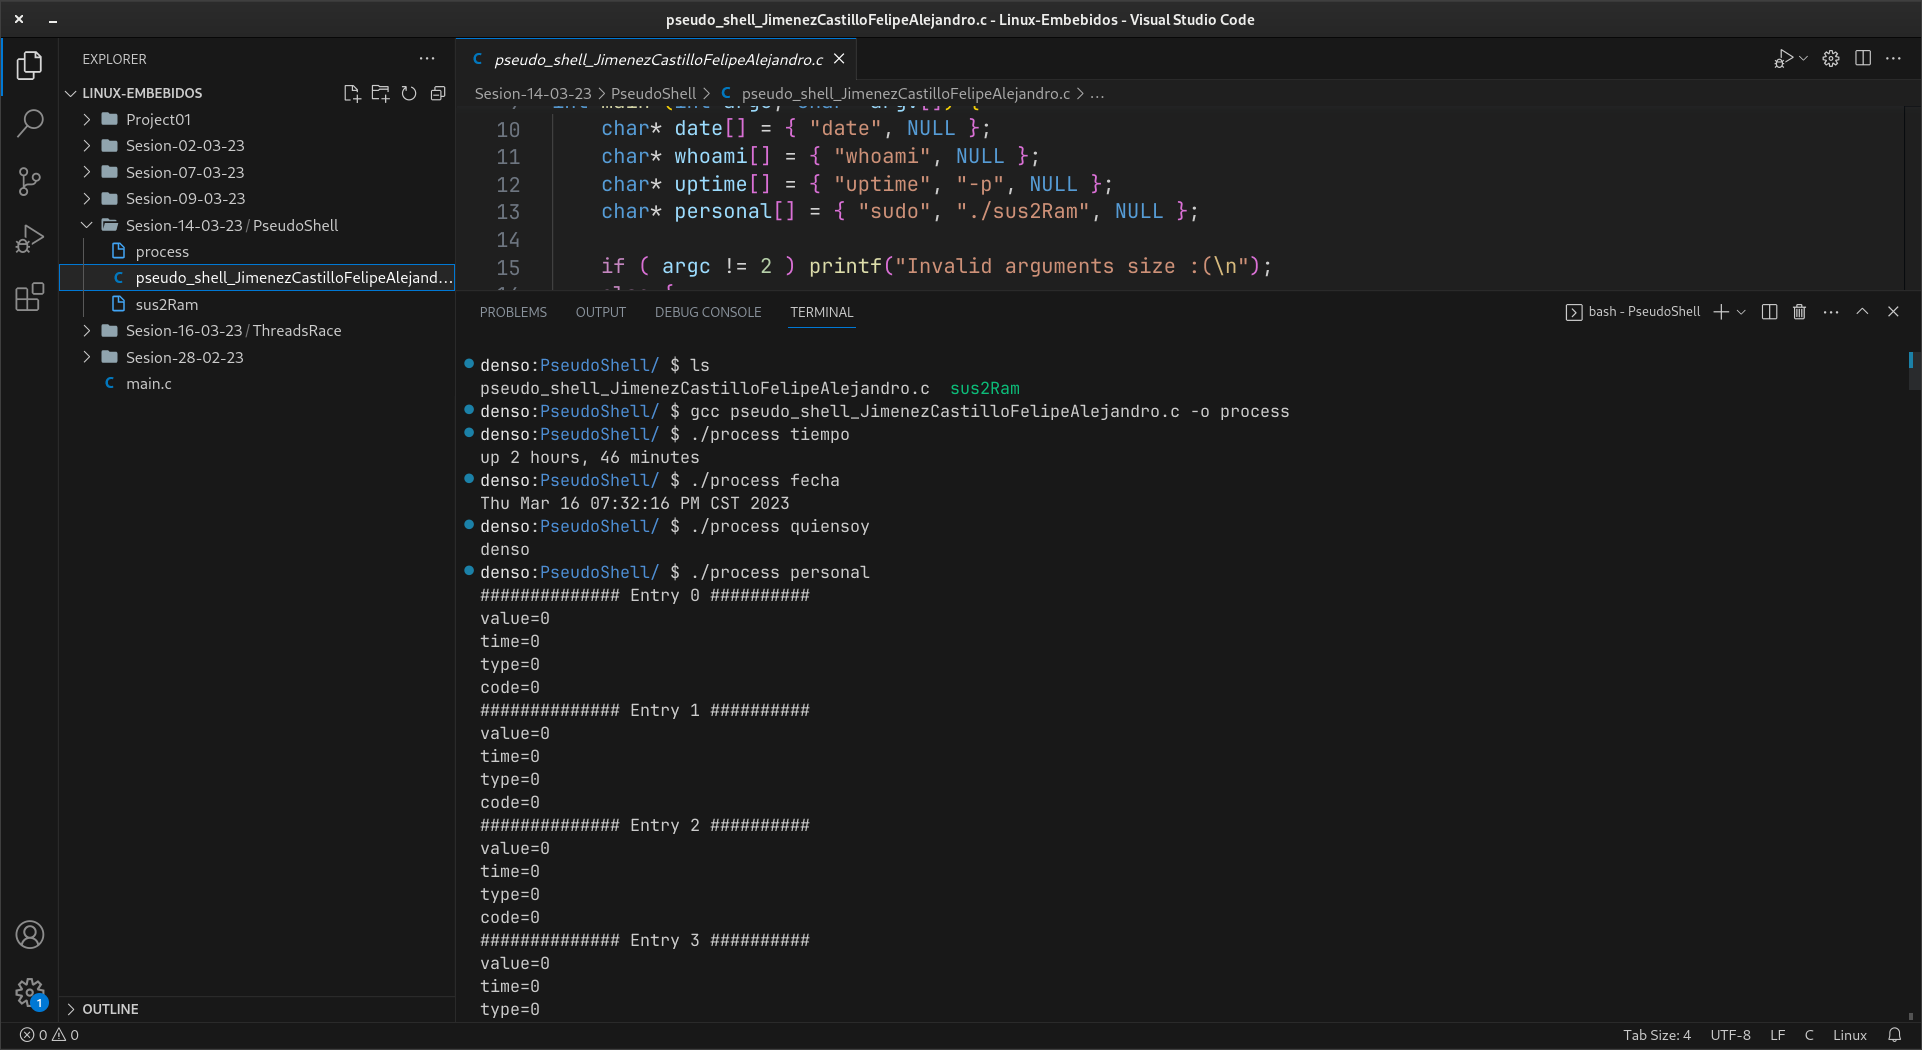 pseudo_shell_JimenezCastilloFelipeAlejandro.c - Linux-Embebidos - Visual Studio Code
EXPLORER
LINUX-EMBEBIDOS
Project01
Sesion-02-03-23
Sesion-07-03-23
Sesion-09-03-23
Sesion-14-03-23 / PseudoShell
process
C pseudo_shell_JimenezCastilloFelipeAlejand...
sus2Ram
Sesion-16-03-23 / ThreadsRace
Sesion-28-02-23
C main.c
OUTLINE
C pseudo_shell_JimenezCastilloFelipeAlejandro.c
Sesion-14-03-23 > PseudoShell > C pseudo_shell_JimenezCastilloFelipeAlejandro.c > ...
10 char* date[] = { "date", NULL };
11 char* whoami[] = { "whoami", NULL };
12 char* uptime[] = { "uptime", "-p", NULL };
13 char* personal[] = { "sudo", "./sus2Ram", NULL };
14
15 if ( argc != 2 ) printf("Invalid arguments size :(\n");
PROBLEMS OUTPUT DEBUG CONSOLE TERMINAL bash - PseudoShell
denso:PseudoShell/ $ ls
pseudo_shell_JimenezCastilloFelipeAlejandro.c sus2Ram
denso:PseudoShell/ $ gcc pseudo_shell_JimenezCastilloFelipeAlejandro.c -o process
denso:PseudoShell/ $ ./process tiempo
up 2 hours, 46 minutes
denso:PseudoShell/ $ ./process fecha
Thu Mar 16 07:32:16 PM CST 2023
denso:PseudoShell/ $ ./process quiensoy
denso
denso:PseudoShell/ $ ./process personal
############## Entry 0 ##########
value=0
time=0
type=0
code=0
############## Entry 1 ##########
value=0
time=0
type=0
code=0
############## Entry 2 ##########
value=0
time=0
type=0
code=0
############## Entry 3 ##########
value=0
time=0
type=0
1
0 0 Tab Size: 4 UTF-8 LF C Linux